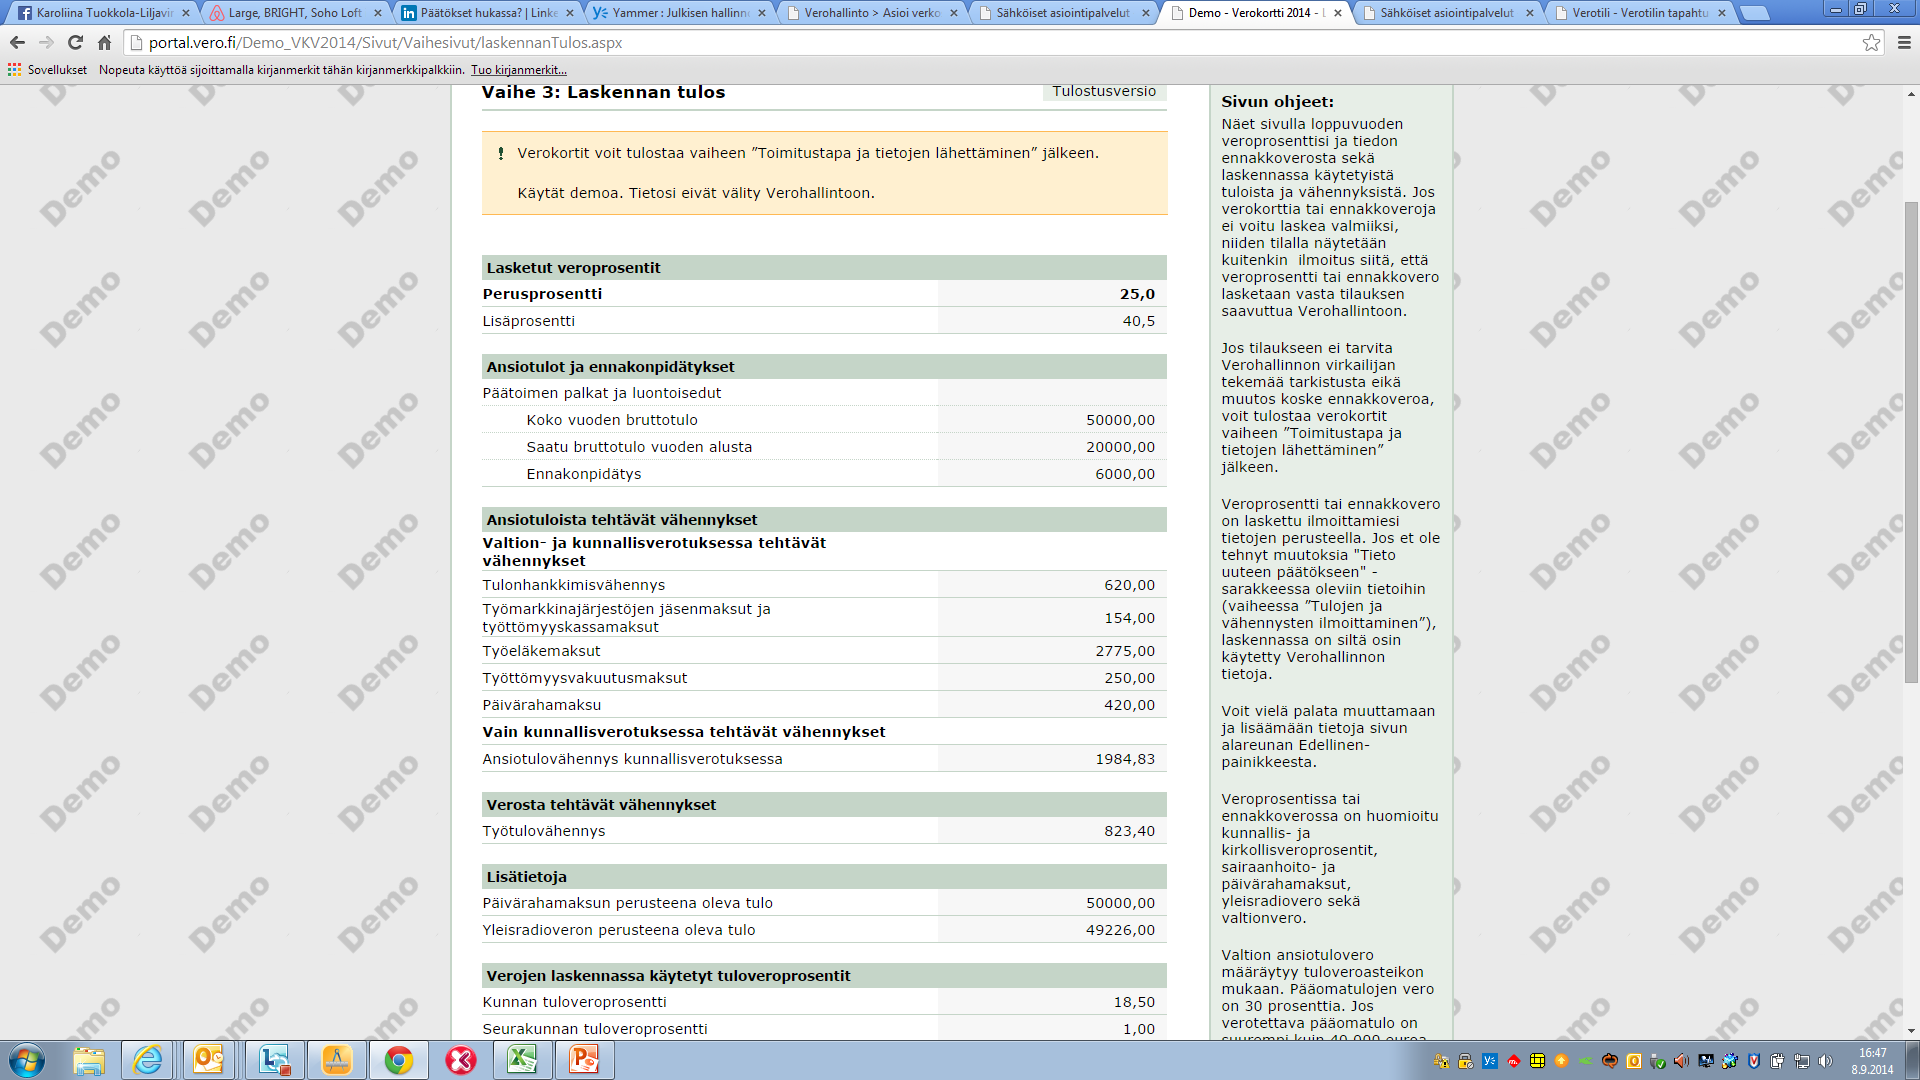 Karoliina Tuokkola-Liljavir
Large, BRIGHT, Soho Loft
Päätökset hukassa? | Linke
Yammer : Julkisen hallinno
Verohallinto > Asioi verko
Sähköiset asiointipalvelut
Demo - Verokortti 2014 - L
Sähköiset asiointipalvelut
Verotili - Verotilin tapahtu
portal.vero.fi/Demo_VKV2014/Sivut/Vaihesivut/laskennanTulos.aspx
Sovellukset Nopeuta käyttöä sijoittamalla kirjanmerkit tähän kirjanmerkkipalkkiin. Tuo kirjanmerkit...
Vaihe 3: Laskennan tulos
Tulostusversio
Verokortit voit tulostaa vaiheen ”Toimitustapa ja tietojen lähettäminen” jälkeen.
Käytät demoa. Tietosi eivät välity Verohallintoon.
Lasketut veroprosentit
Perusprosentti 25,0
Lisäprosentti 40,5
Ansiotulot ja ennakonpidätykset
Päätoimen palkat ja luontoisedut
Koko vuoden bruttotulo 50000,00
Saatu bruttotulo vuoden alusta 20000,00
Ennakonpidätys 6000,00
Ansiotuloista tehtävät vähennykset
Valtion- ja kunnallisverotuksessa tehtävät
vähennykset
Tulonhankkimisvähennys 620,00
Työmarkkinajärjestöjen jäsenmaksut ja
työttömyyskassamaksut 154,00
Työeläkemaksut 2775,00
Työttömyysvakuutusmaksut 250,00
Päivärahamaksu 420,00
Vain kunnallisverotuksessa tehtävät vähennykset
Ansiotulovähennys kunnallisverotuksessa 1984,83
Verosta tehtävät vähennykset
Työtulovähennys 823,40
Lisätietoja
Päivärahamaksun perusteena oleva tulo 50000,00
Yleisradioveron perusteena oleva tulo 49226,00
Verojen laskennassa käytetyt tuloveroprosentit
Kunnan tuloveroprosentti 18,50
Seurakunnan tuloveroprosentti 1,00
Sivun ohjeet:
Näet sivulla loppuvuoden
veroprosenttisi ja tiedon
ennakkoverosta sekä
laskennassa käytetyistä
tuloista ja vähennyksistä. Jos
verokorttia tai ennakkoveroja
ei voitu laskea valmiiksi,
niiden tilalla näytetään
kuitenkin ilmoitus siitä, että
veroprosentti tai ennakkovero
lasketaan vasta tilauksen
saavuttua Verohallintoon.
Jos tilaukseen ei tarvita
Verohallinnon virkailijan
tekemää tarkistusta eikä
muutos koske ennakkoveroa,
voit tulostaa verokortit
vaiheen ”Toimitustapa ja
tietojen lähettäminen”
jälkeen.
Veroprosentti tai ennakkovero
on laskettu ilmoittamiesi
tietojen perusteella. Jos et ole
tehnyt muutoksia "Tieto
uuteen päätökseen" -
sarakkeessa oleviin tietoihin
(vaiheessa ”Tulojen ja
vähennysten ilmoittaminen”),
laskennassa on siltä osin
käytetty Verohallinnon
tietoja.
Voit vielä palata muuttamaan
ja lisäämään tietoja sivun
alareunan Edellinen-
painikkeesta.
Veroprosentissa tai
ennakkoverossa on huomioitu
kunnallis- ja
kirkollisveroprosentit,
sairaanhoito- ja
päivärahamaksut,
yleisradiovero sekä
valtionvero.
Valtion ansiotulovero
määräytyy tuloveroasteikon
mukaan. Pääomatulojen vero
on 30 prosenttia. Jos
verotettava pääomatulo on
suurempi kuin 40 000 euroa
16:47
8.9.2014